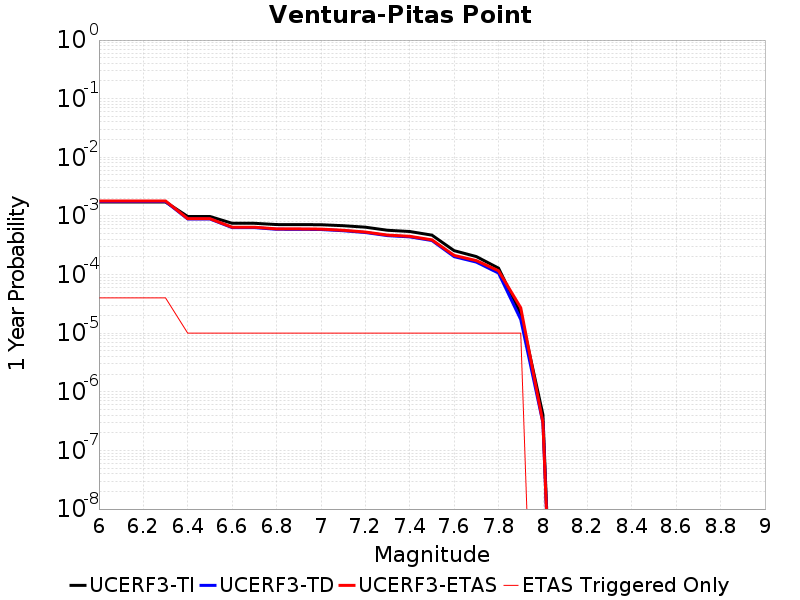 Ventura-Pitas Point
1 Year Probability
10^0
10^-1
10^-2
10^-3
10^-4
10^-5
10^-6
10^-7
10^-8
6 6.2 6.4 6.6 6.8 7 7.2 7.4 7.6 7.8 8 8.2 8.4 8.6 8.8 9
Magnitude
UCERF3-TI UCERF3-TD UCERF3-ETAS ETAS Triggered Only